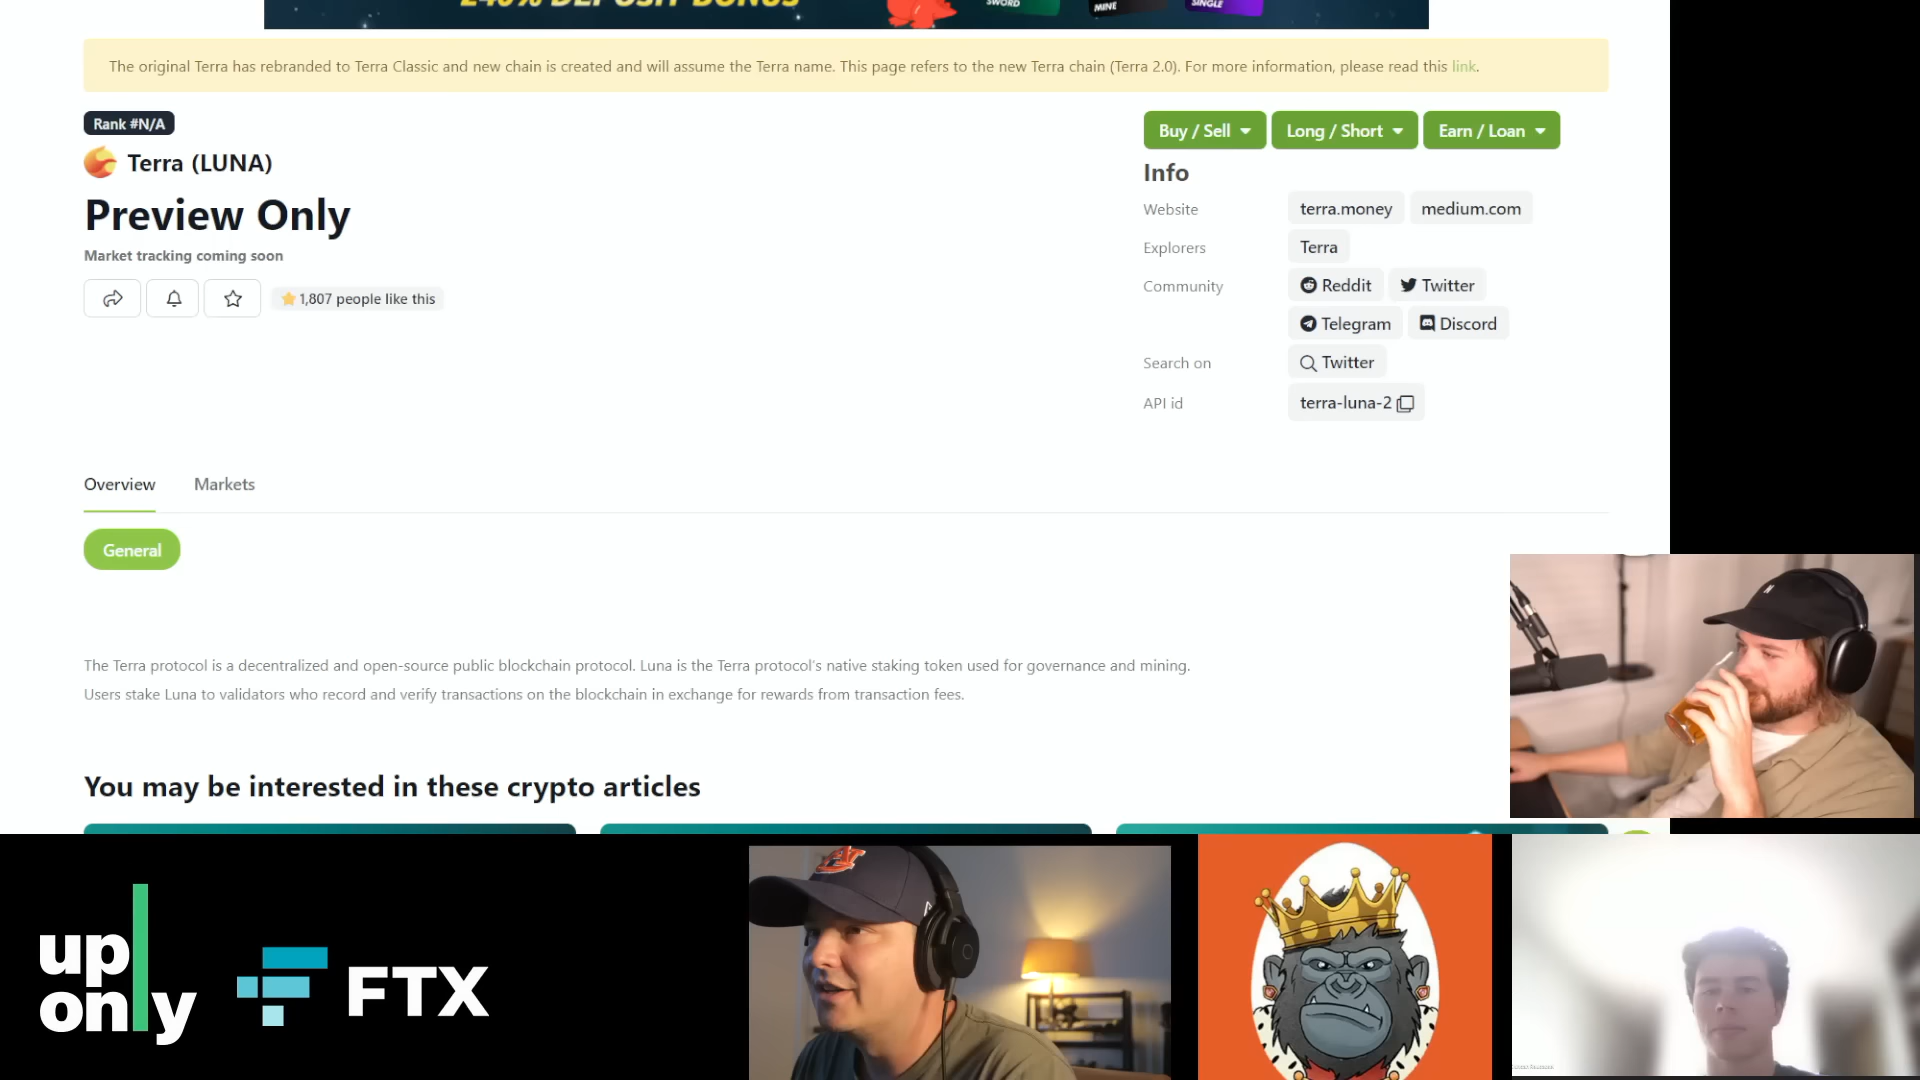 240% DEPOSIT BONUS
SWORD
MINE
SINGLE
The original Terra has rebranded to Terra Classic and new chain is created and will assume the Terra name. This page refers to the new Terra chain (Terra 2.0). For more information, please read this link.
Rank #N/A
Terra (LUNA)
Preview Only
Market tracking coming soon
1,807 people like this
Buy / Sell
Long / Short
Earn / Loan
Info
Website terra.money medium.com
Explorers Terra
Community Reddit Twitter
Telegram Discord
Search on Twitter
API id terra-luna-2
Overview Markets
General
The Terra protocol is a decentralized and open-source public blockchain protocol. Luna is the Terra protocol's native staking token used for governance and mining.
Users stake Luna to validators who record and verify transactions on the blockchain in exchange for rewards from transaction fees.
You may be interested in these crypto articles
up
only
FTX